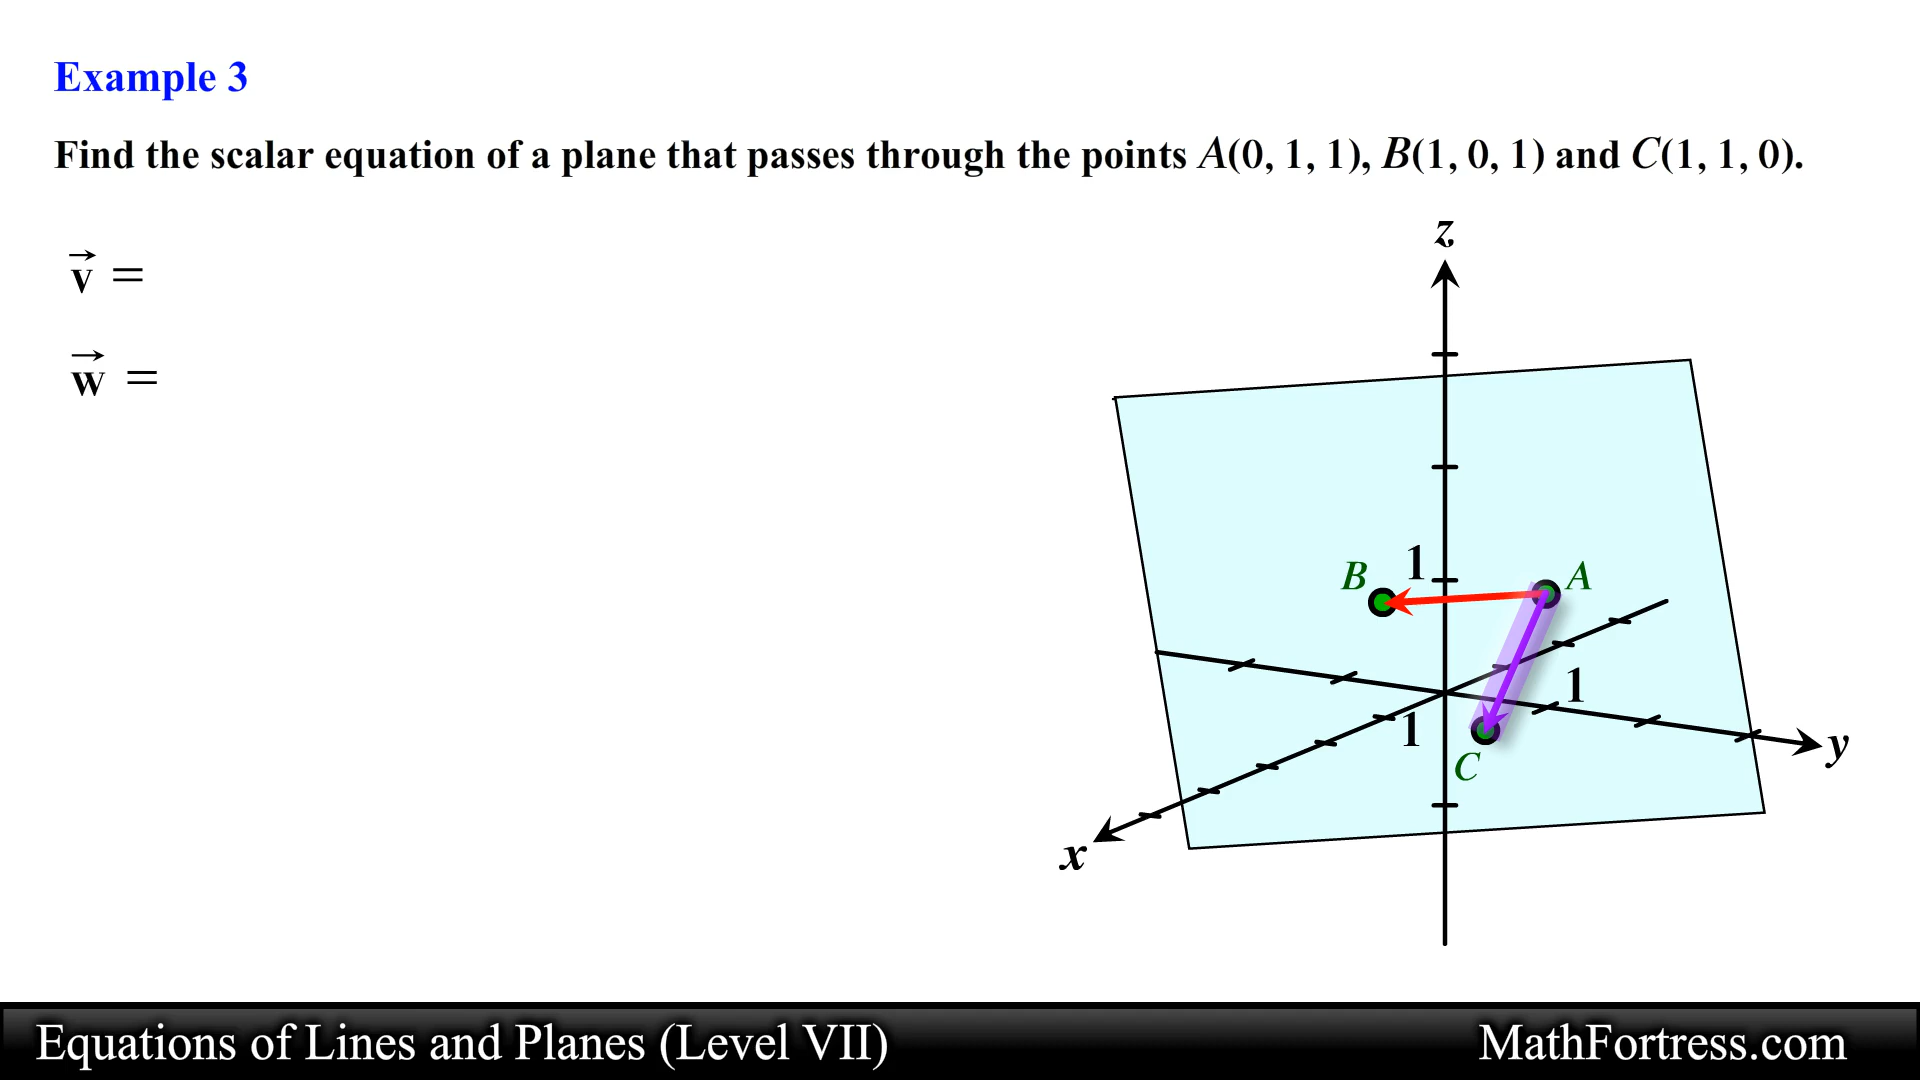 Example 3
Find the scalar equation of a plane that passes through the points A(0, 1, 1), B(1, 0, 1) and C(1, 1, 0).
z
v⃗ =
w⃗ =
B 1 A
1
1
C
y
x
Equations of Lines and Planes (Level VII) MathFortress.com